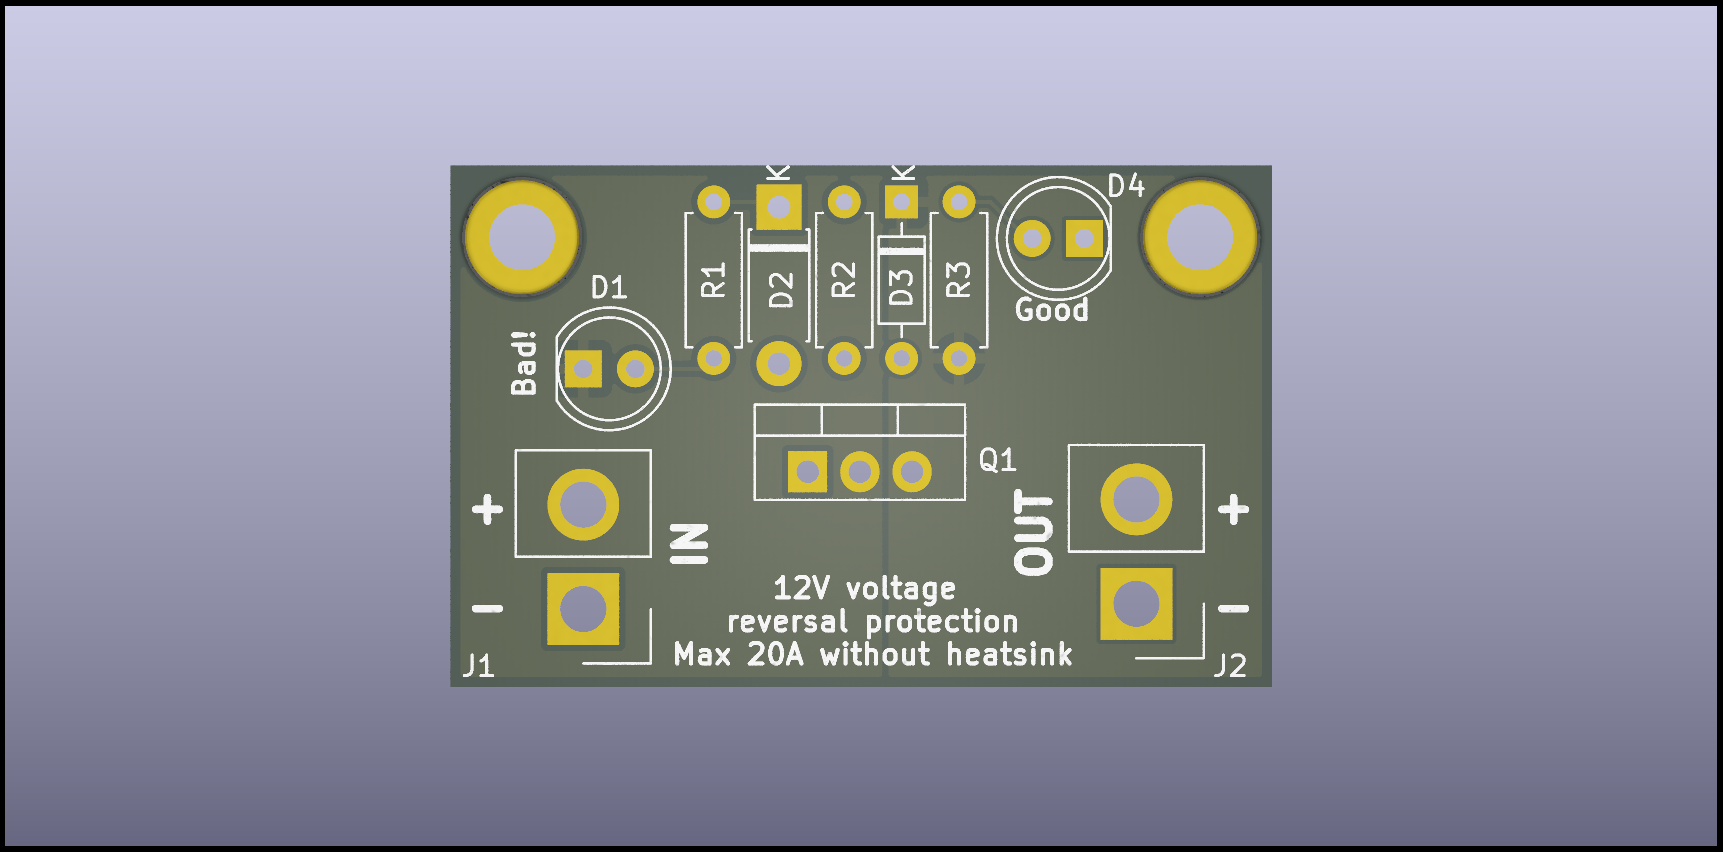 K
K
D4
R1
D2
R2
D3
R3
D1
Good
Bad!
Q1
+
IN
OUT
+
12V voltage
reversal protection
Max 20A without heatsink
-
-
J1
J2